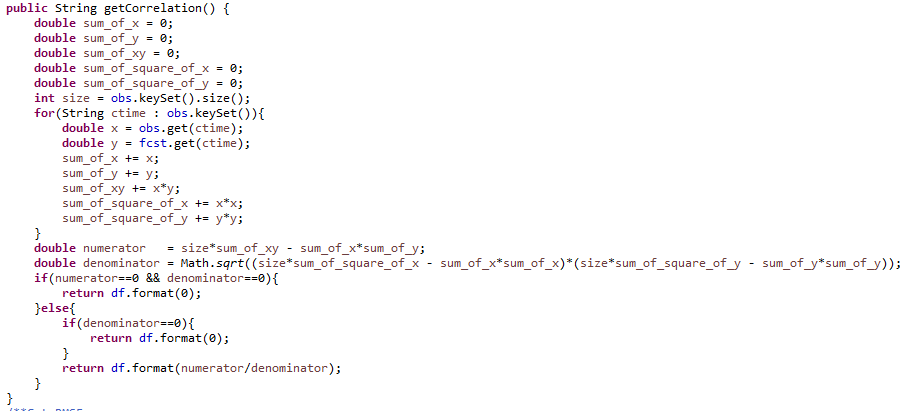 public String getCorrelation() {
    double sum_of_x = 0;
    double sum_of_y = 0;
    double sum_of_xy = 0;
    double sum_of_square_of_x = 0;
    double sum_of_square_of_y = 0;
    int size = obs.keySet().size();
    for(String ctime : obs.keySet()){
        double x = obs.get(ctime);
        double y = fcst.get(ctime);
        sum_of_x += x;
        sum_of_y += y;
        sum_of_xy += x*y;
        sum_of_square_of_x += x*x;
        sum_of_square_of_y += y*y;
    }
    double numerator   = size*sum_of_xy - sum_of_x*sum_of_y;
    double denominator = Math.sqrt((size*sum_of_square_of_x - sum_of_x*sum_of_x)*(size*sum_of_square_of_y - sum_of_y*sum_of_y));
    if(numerator==0 && denominator==0){
        return df.format(0);
    }else{
        if(denominator==0){
            return df.format(0);
        }
        return df.format(numerator/denominator);
    }
}